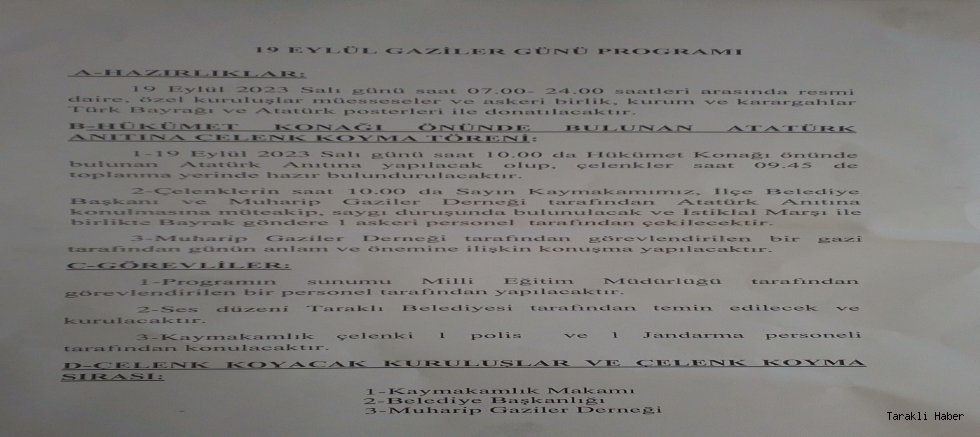 19 EYLÜL GAZİLER GÜNÜ PROGRAMI
A-HAZIRLIKLAR:
19 Eylül 2023 Salı günü saat 07.00- 24.00 saatleri arasında resmi
daire, özel kuruluşlar müesseseler ve askeri birlik, kurum ve karargahlar
Türk Bayrağı ve Atatürk posterleri ile donatılacaktır.
B-HÜKÜMET KONAĞI ÖNÜNDE BULUNAN ATATÜRK
ANITINA ÇELENK KOYMA TÖRENİ:
1-19 Eylül 2023 Salı günü saat 10.00 da Hükümet Konağı önünde
bulunan Atatürk Anıtına yapılacak olup, çelenkler saat 09.45 de
toplanma yerinde hazır bulundurulacaktır.
2-Çelenklerin saat 10.00 da Sayın Kaymakamımız, İlçe Belediye
Başkanı ve Muharip Gaziler Derneği tarafından Atatürk Anıtına
konulmasına müteakip, saygı duruşunda bulunulacak ve İstiklal Marşı ile
birlikte Bayrak göndere 1 askeri personel tarafından çekilecektir.
3-Muharip Gaziler Derneği tarafından görevlendirilen bir gazi
tarafından günün anlam ve önemine ilişkin konuşma yapılacaktır.
C-GÖREVLİLER:
1-Programın sunumu Milli Eğitim Müdürlüğü tarafından
görevlendirilen bir personel tarafından yapılacaktır.
2-Ses düzeni Taraklı Belediyesi tarafından temin edilecek ve
kurulacaktır.
3-Kaymakamlık çelenki 1 polis ve 1 Jandarma personeli
tarafından konulacaktır.
D-ÇELENK KOYACAK KURULUŞLAR VE ÇELENK KOYMA
SIRASI:
1-Kaymakamlık Makamı
2-Belediye Başkanlığı
3-Muharip Gaziler Derneği
Tarakli Haber